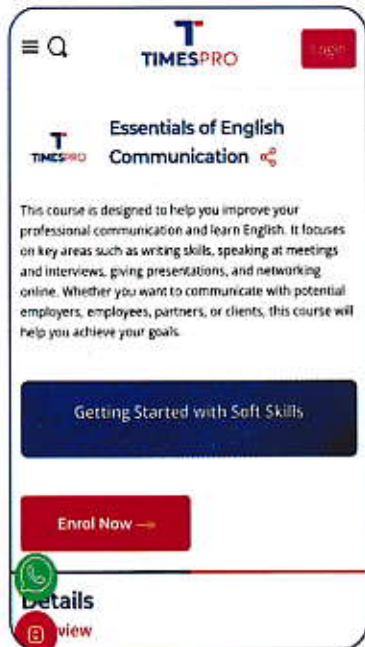 TIMESPRO
Login
TIMESPRO
Essentials of English
Communication
This course is designed to help you improve your
professional communication and learn English. It focuses
on key areas such as writing skills, speaking at meetings
and interviews, giving presentations, and networking
online. Whether you want to communicate with potential
employers, employees, partners, or clients, this course will
help you achieve your goals.
Getting Started with Soft Skills
Enrol Now →
Details
view